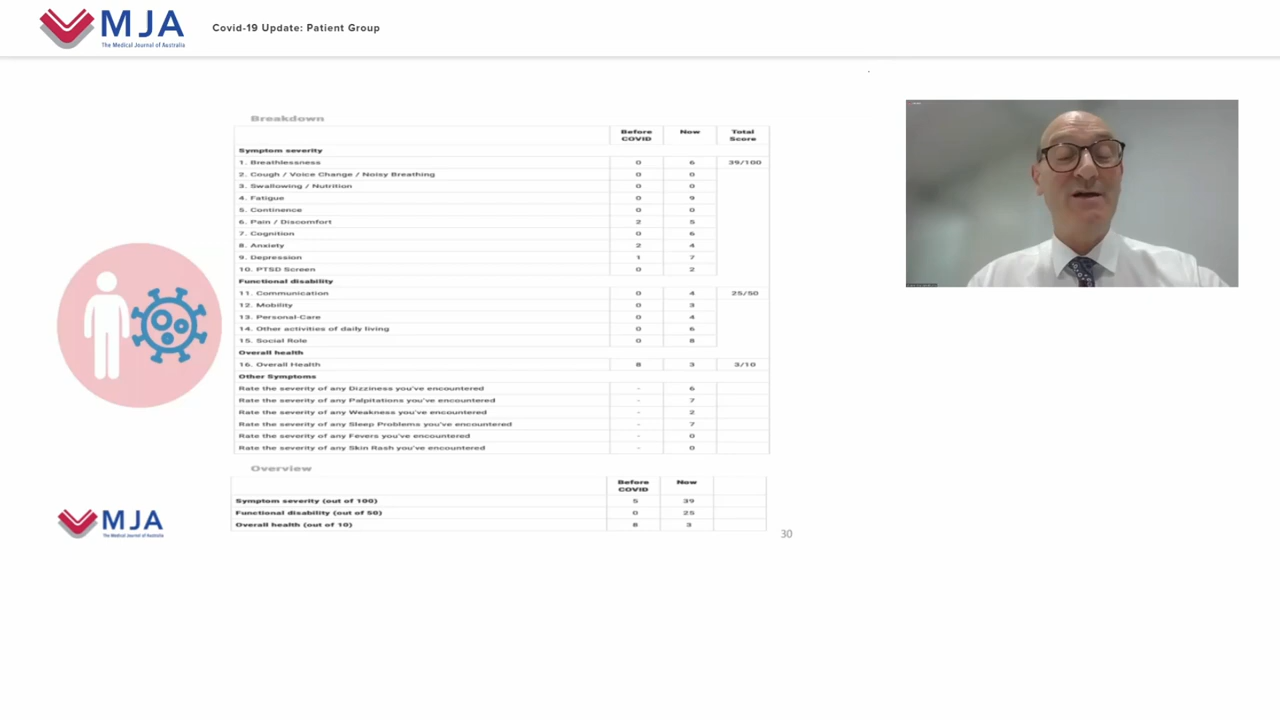 MJA
The Medical Journal of Australia
Covid-19 Update: Patient Group
Breakdown
Before COVID Now Total Score
Symptom severity
1. Breathlessness 0 6 39/100
2. Cough / Voice Change / Noisy Breathing 0 0
3. Swallowing / Nutrition 0 0
4. Fatigue 0 9
5. Continence 0 0
6. Pain / Discomfort 2 5
7. Cognition 0 6
8. Anxiety 2 4
9. Depression 1 7
10. PTSD Screen 0 2
Functional disability
11. Communication 0 4 25/50
12. Mobility 0 3
13. Personal-Care 0 4
14. Other activities of daily living 0 6
15. Social Role 0 8
Overall health
16. Overall Health 8 3 3/10
Other Symptoms
Rate the severity of any Dizziness you've encountered - 6
Rate the severity of any Palpitations you've encountered - 7
Rate the severity of any Weakness you've encountered - 2
Rate the severity of any Sleep Problems you've encountered - 7
Rate the severity of any Fevers you've encountered - 0
Rate the severity of any Skin Rash you've encountered - 0
Overview
Before COVID Now
Symptom severity (out of 100) 5 39
Functional disability (out of 50) 0 25
Overall health (out of 10) 8 3
MJA
The Medical Journal of Australia
30